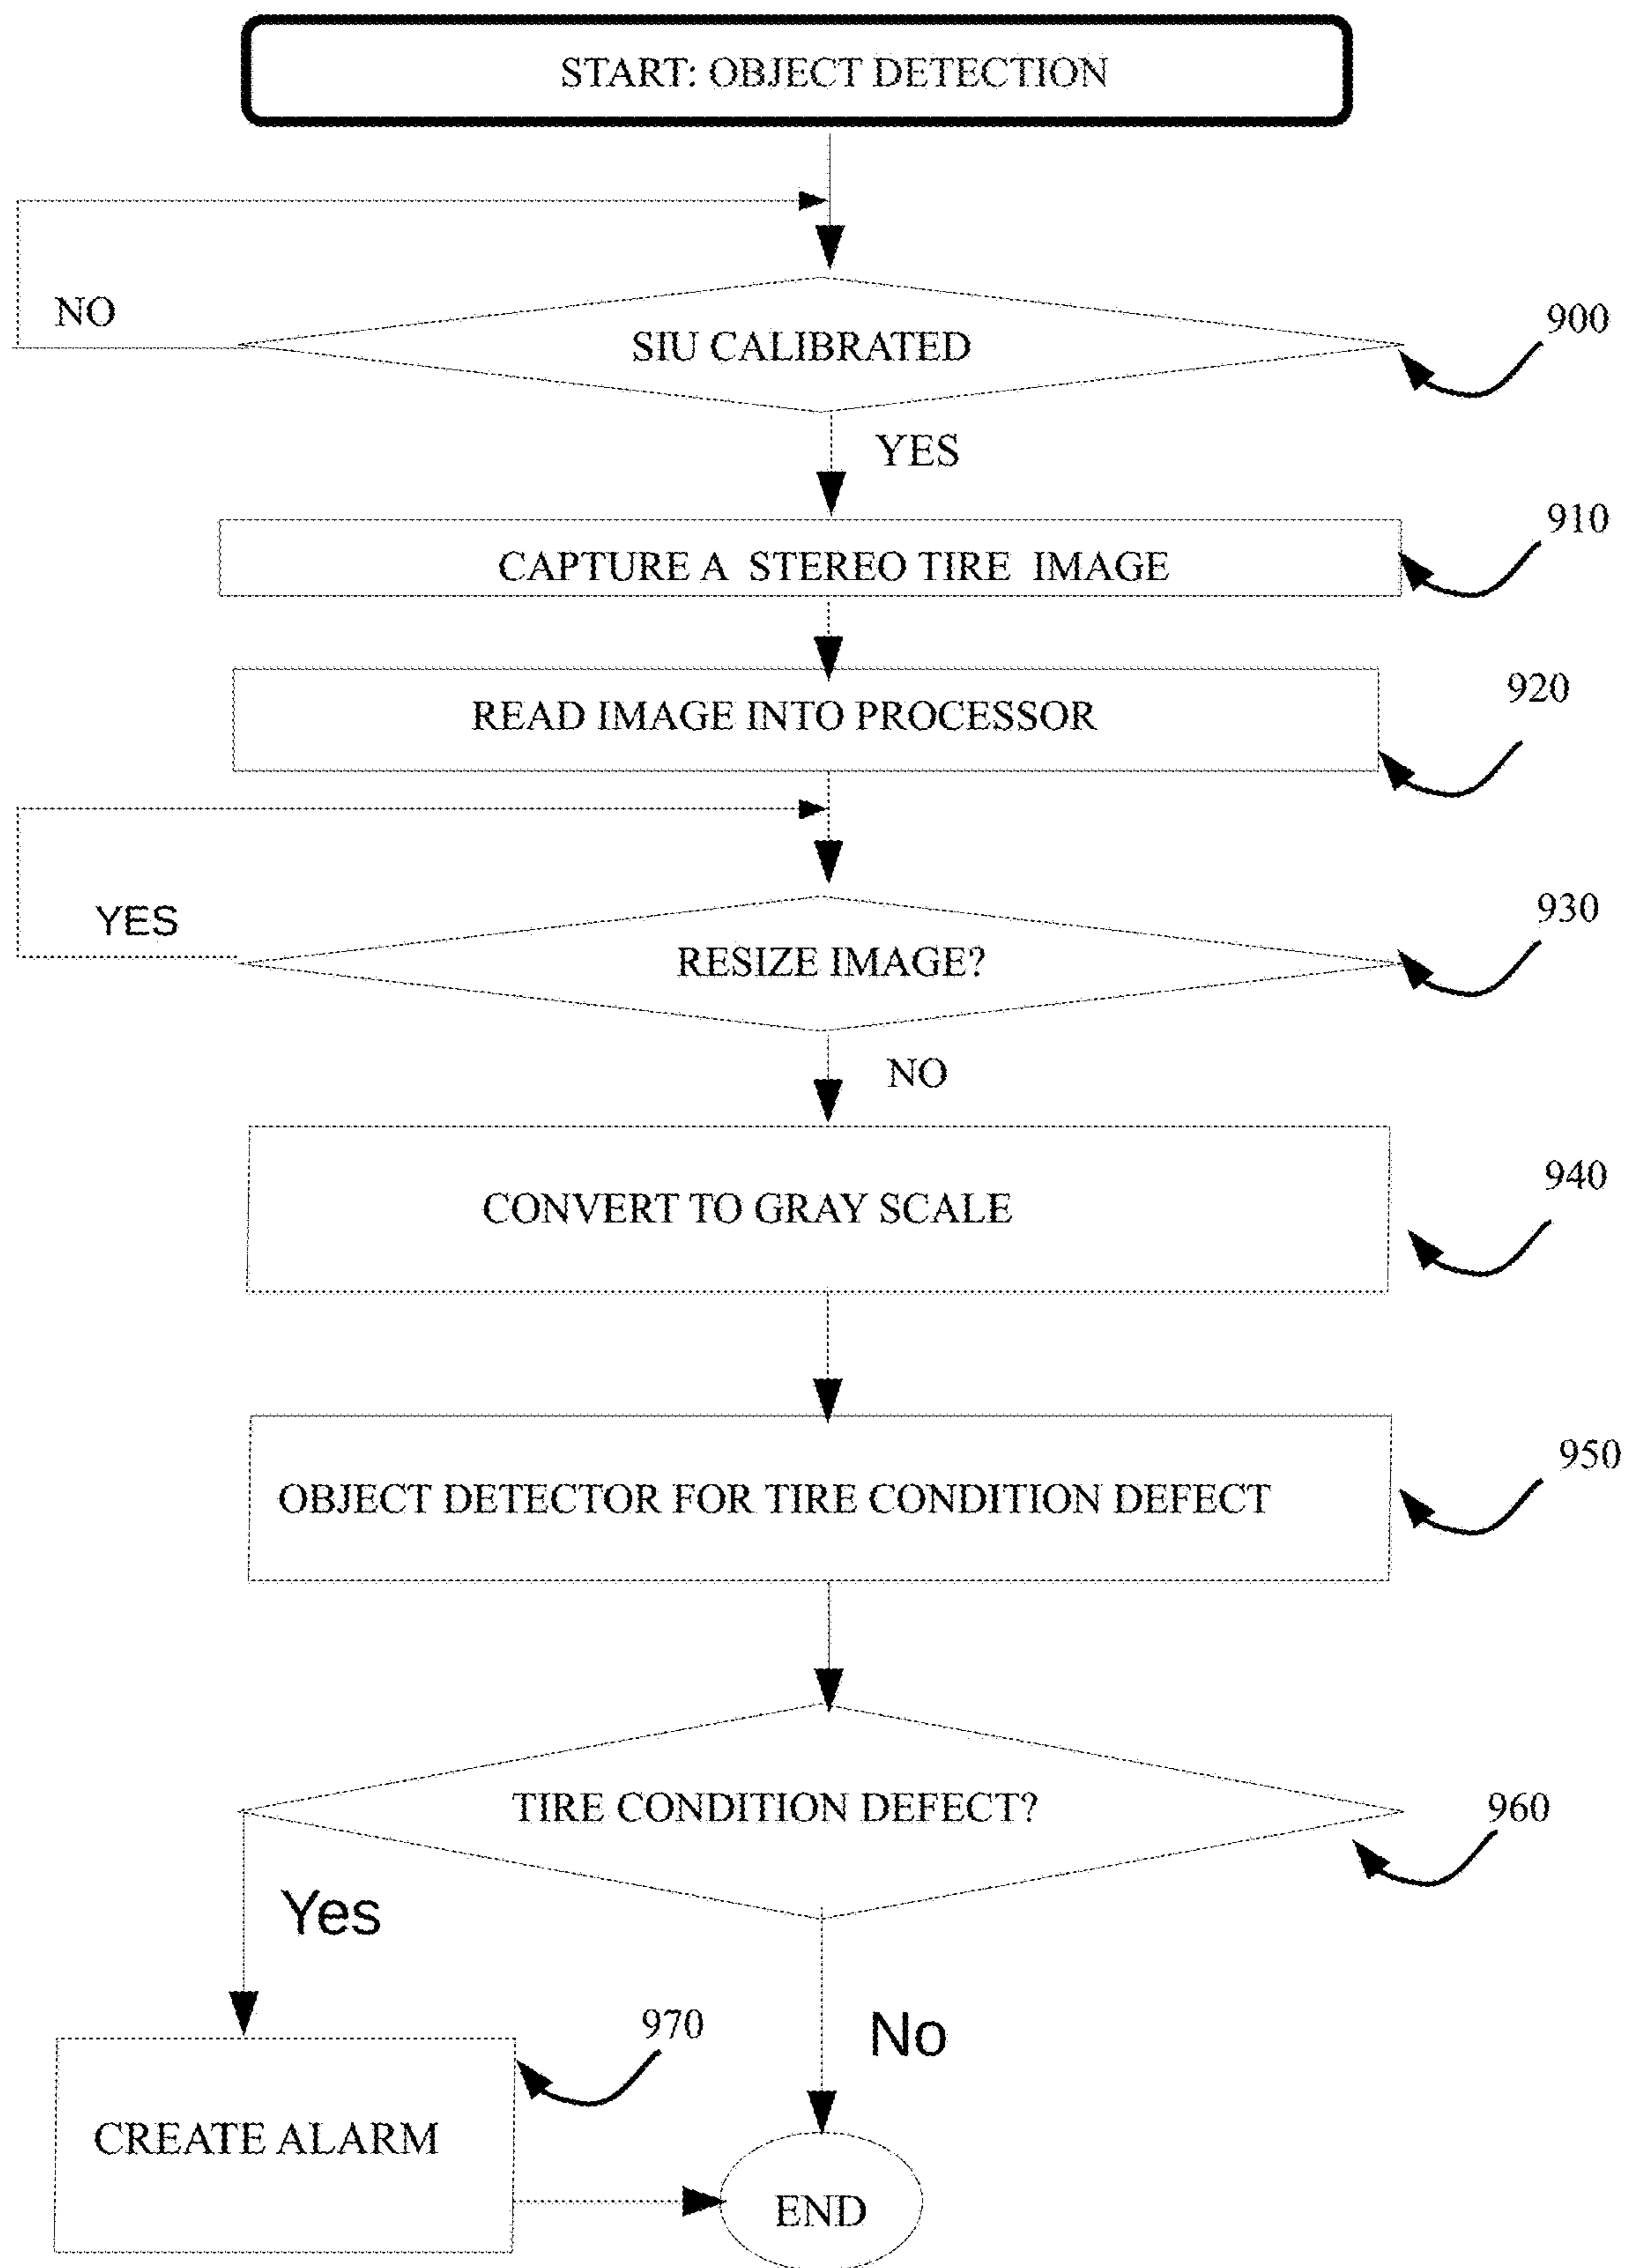 START: OBJECT DETECTION
NO
SIU CALIBRATED
900
YES
910
CAPTURE A STEREO TIRE IMAGE
920
READ IMAGE INTO PROCESSOR
YES
930
RESIZE IMAGE?
NO
940
CONVERT TO GRAY SCALE
950
OBJECT DETECTOR FOR TIRE CONDITION DEFECT
TIRE CONDITION DEFECT?
960
Yes
970
No
CREATE ALARM
END